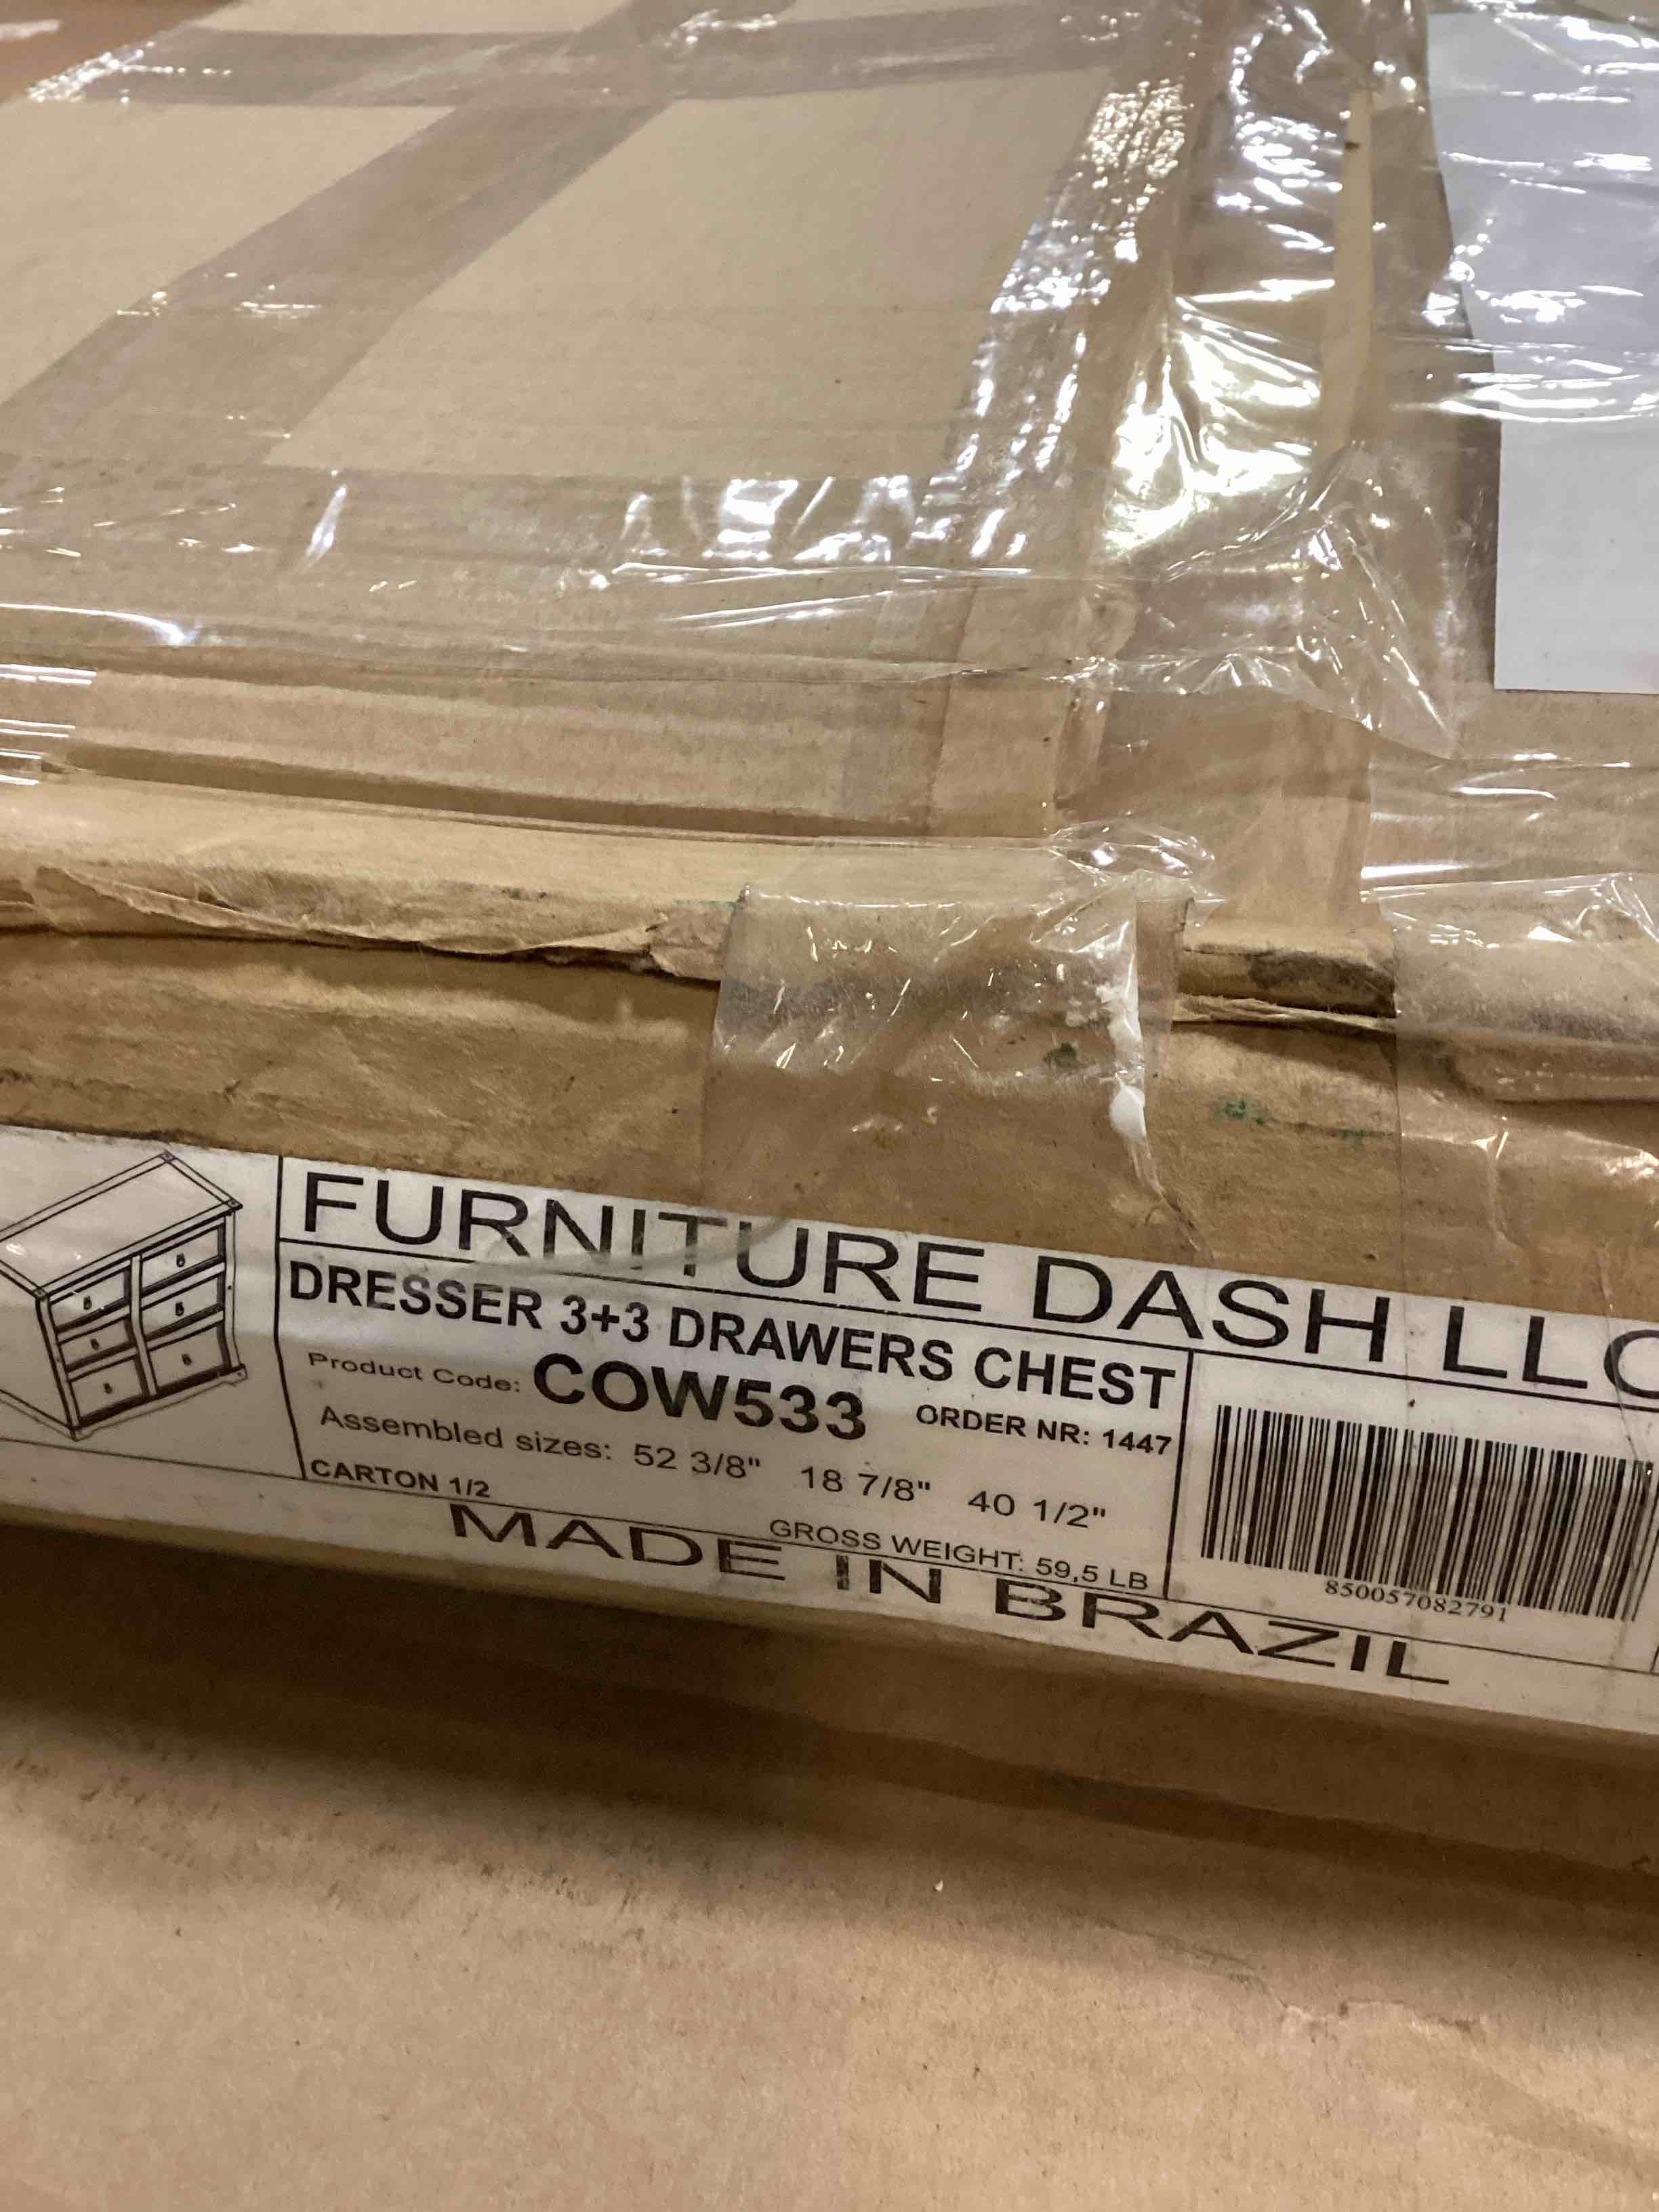 FURNITURE DASH LLC
DRESSER 3+3 DRAWERS CHEST
Product Code: COW533 ORDER NR: 1447
Assembled sizes: 52 3/8" 18 7/8" 40 1/2"
CARTON 1/2 GROSS WEIGHT: 59,5 LB
850057082791
MADE IN BRAZIL